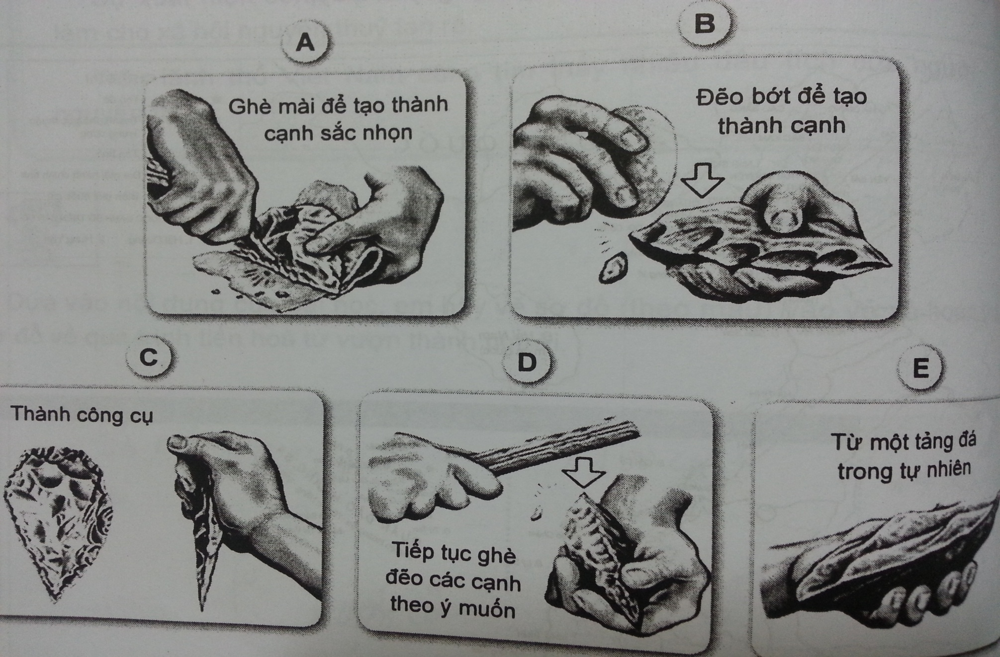 A
Ghè mài để tạo thành
cạnh sắc nhọn
B
Đẽo bớt để tạo
thành cạnh
C
Thành công cụ
D
Tiếp tục ghè
đẽo các cạnh
theo ý muốn
E
Từ một tảng đá
trong tự nhiên